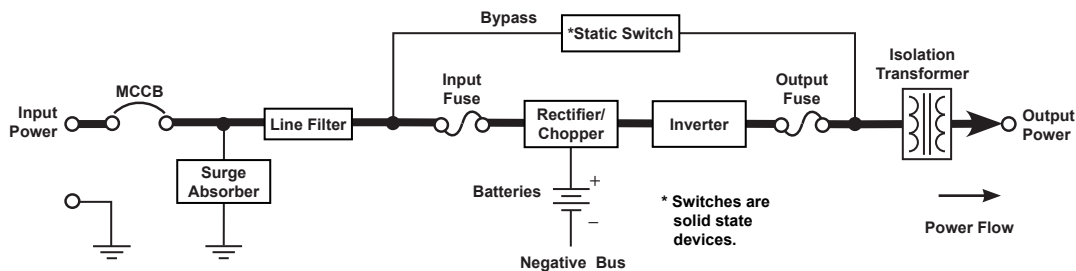 Bypass
*Static Switch
Isolation
Transformer
MCCB
Input
Fuse
Output
Fuse
Input
Power
Line Filter
Rectifier/
Chopper
Inverter
Output
Power
Surge
Absorber
Batteries
+
–
* Switches are
solid state
devices.
Power Flow
Negative Bus